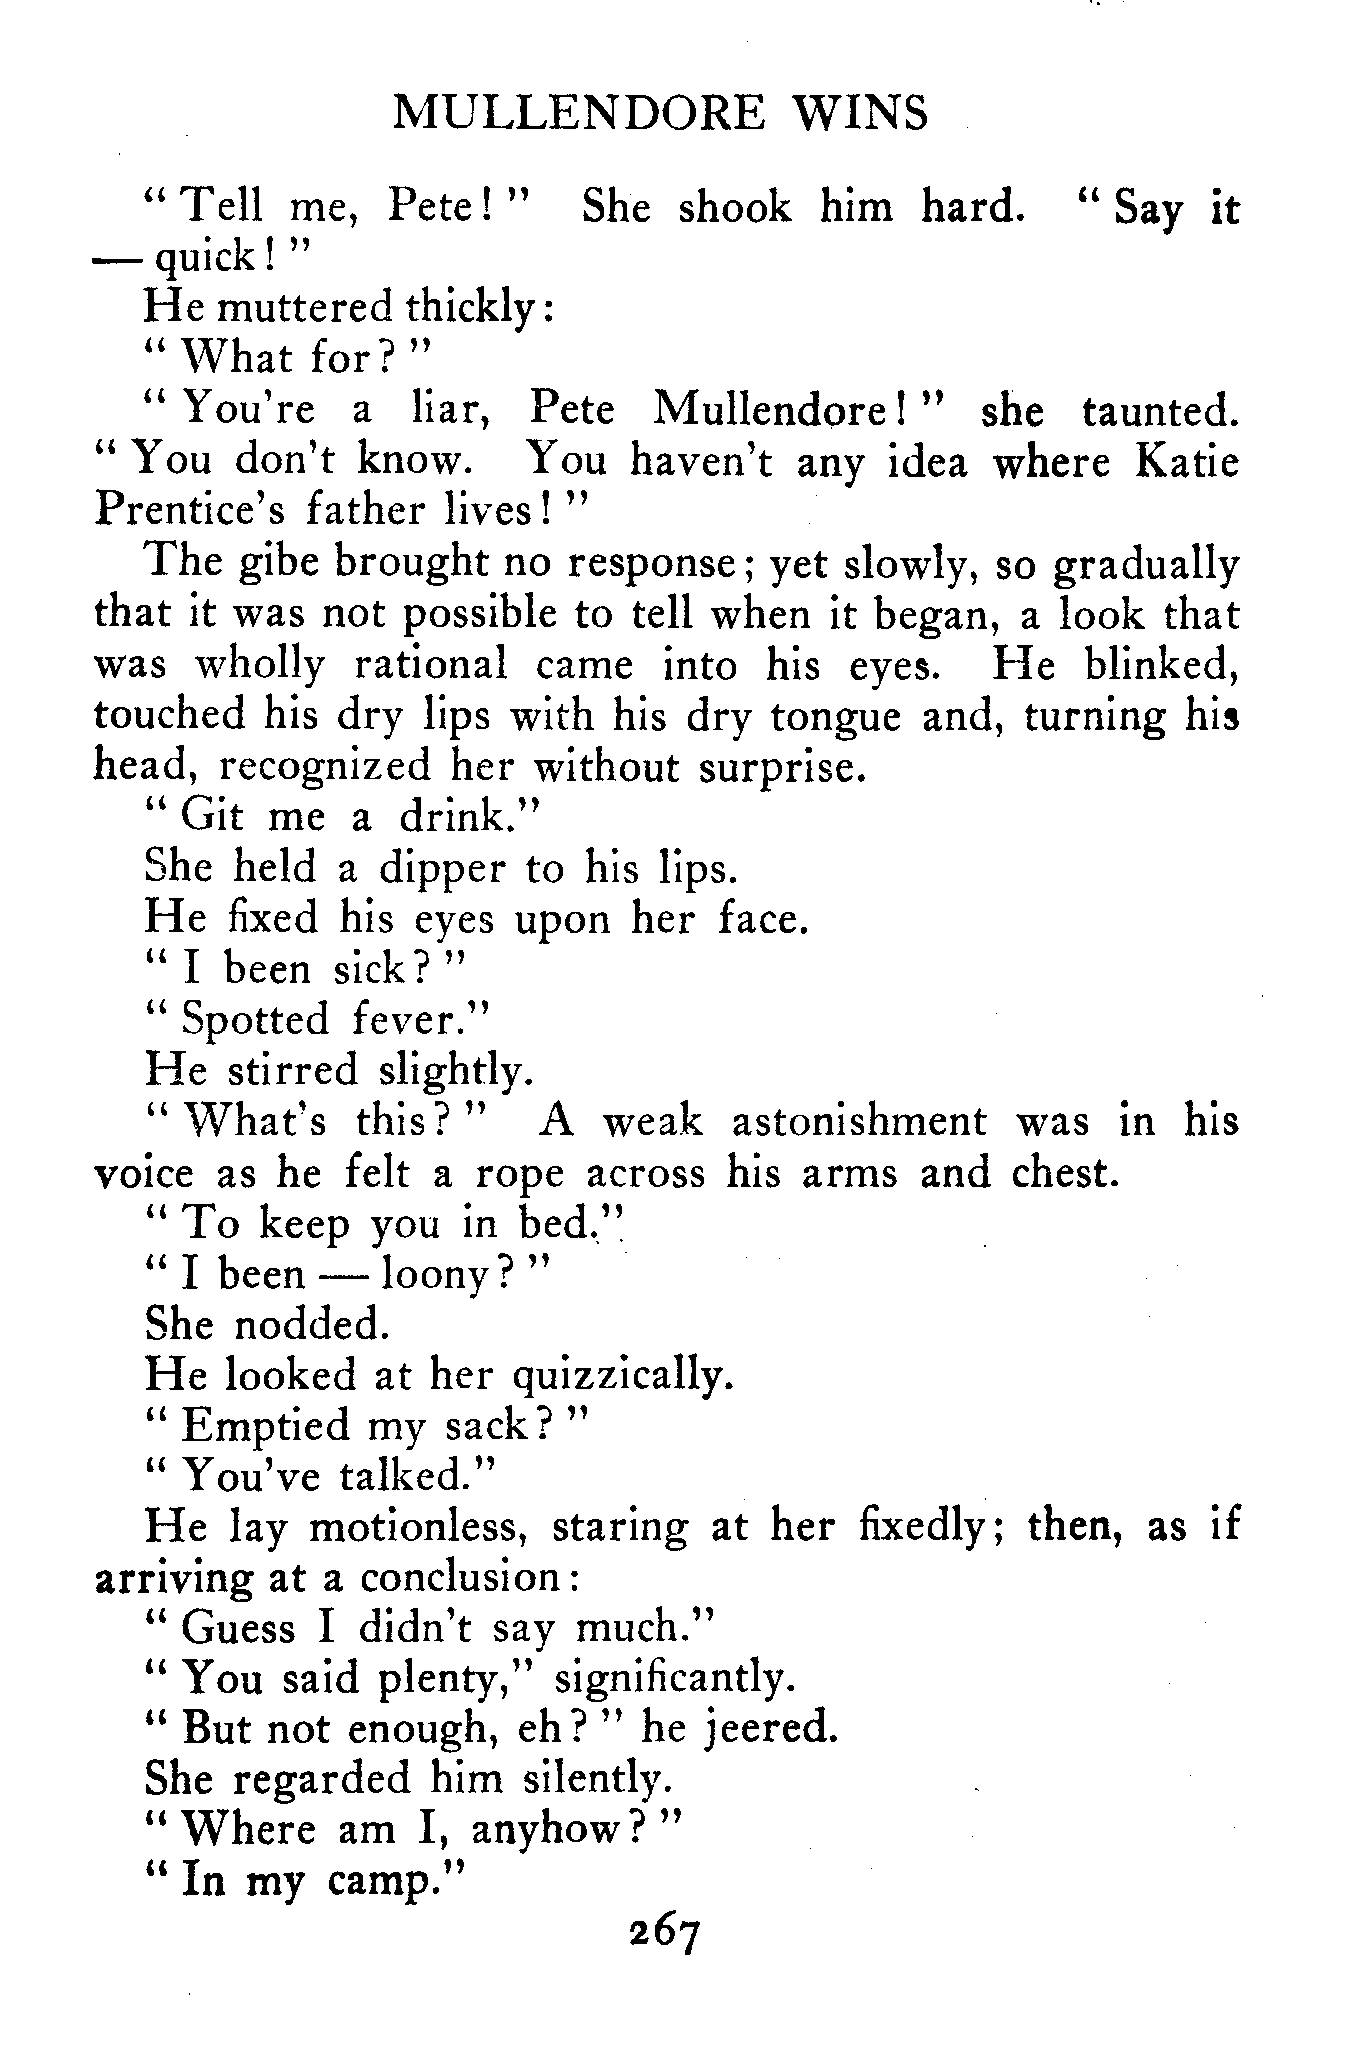 MULLENDORE WINS
“ Tell me, Pete! ” She shook him hard. “ Say it
— quick! ”
He muttered thickly:
“ What for? ”
“ You're a liar, Pete Mullendore! ” she taunted.
“ You don't know. You haven't any idea where Katie
Prentice's father lives! ”
The gibe brought no response; yet slowly, so gradually
that it was not possible to tell when it began, a look that
was wholly rational came into his eyes. He blinked,
touched his dry lips with his dry tongue and, turning his
head, recognized her without surprise.
“ Git me a drink.”
She held a dipper to his lips.
He fixed his eyes upon her face.
“ I been sick? ”
“ Spotted fever.”
He stirred slightly.
“ What's this? ” A weak astonishment was in his
voice as he felt a rope across his arms and chest.
“ To keep you in bed.”
“ I been — loony? ”
She nodded.
He looked at her quizzically.
“ Emptied my sack? ”
“ You've talked.”
He lay motionless, staring at her fixedly; then, as if
arriving at a conclusion:
“ Guess I didn't say much.”
“ You said plenty,” significantly.
“ But not enough, eh? ” he jeered.
She regarded him silently.
“ Where am I, anyhow? ”
“ In my camp.”
267